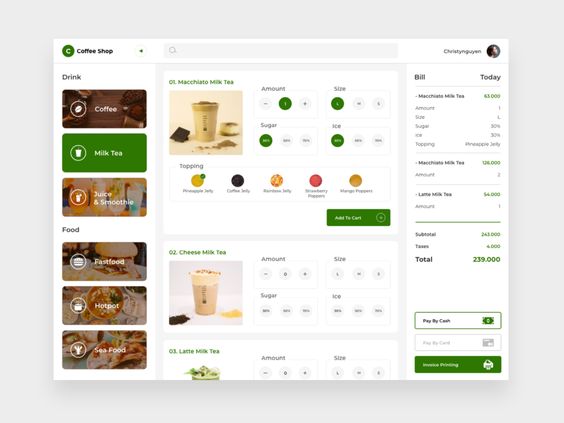 C Coffee Shop
Christynguyen
Drink
Coffee
Milk Tea
Juice
& Smoothie
Food
Fastfood
Hotpot
Sea Food
01. Macchiato Milk Tea
Amount
1
Size
L M S
Sugar
30% 50% 70%
Ice
30% 50% 70%
Topping
Pineapple Jelly
Coffee Jelly
Rainbow Jelly
Strawberry
Poppers
Mango Poppers
Add To Cart
02. Cheese Milk Tea
Amount
0
Size
L M S
Sugar
30% 50% 70%
Ice
30% 50% 70%
03. Latte Milk Tea
Amount
0
Size
L M S
Bill Today
- Macchiato Milk Tea 63.000
Amount 1
Size L
Sugar 30%
Ice 30%
Topping Pineapple Jelly
- Macchiato Milk Tea 126.000
Amount 2
- Latte Milk Tea 54.000
Amount 1
Subtotal 243.000
Taxes 4.000
Total 239.000
Pay By Cash
Pay By Card
Invoice Printing